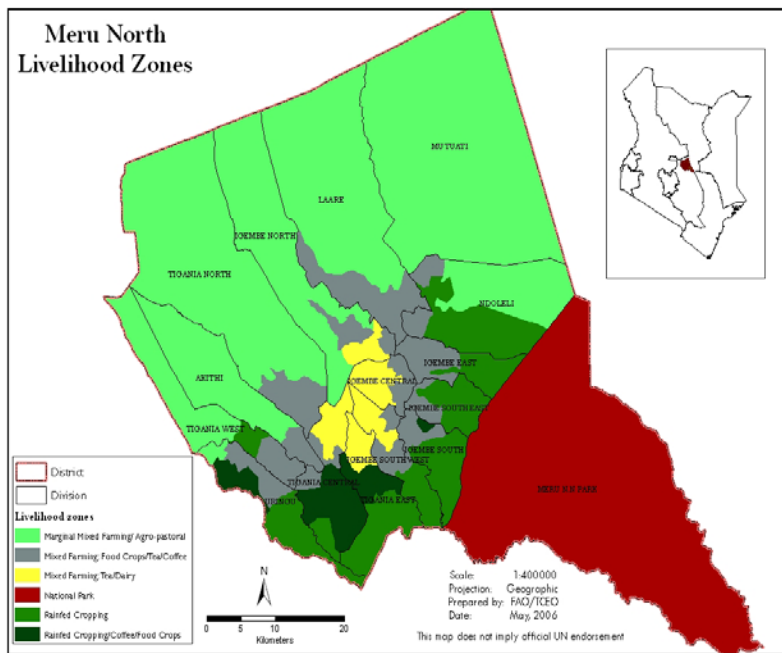 Meru North
Livelihood Zones
MUTUATI
LAARE
IGEMBE NORTH
TIGANIA NORTH
NDOLELI
ARITHI
IGEMBE EAST
IGEMBE CENTRAL
IGEMBE SOUTH EAST
TIGANIA WEST
IGEMBE SOUTH
IGEMBE SOUTH WEST
TIGANIA CENTRAL
TIGANIA EAST
District
Division
Livelihood zones
Marginal Mixed Farming/ Agro-pastoral
Mixed Farming; Food Crops/Tea/Coffee
Mixed Farming; Tea/Dairy
National Park
Rainfed Cropping
Rainfed Cropping/Coffee/Food Crops
N
0 5 10 20
Kilometers
Scale: 1:400000
Projection: Geographic
Prepared by: FAO/TCEO
Date: May, 2006
This map does not imply official UN endorsement